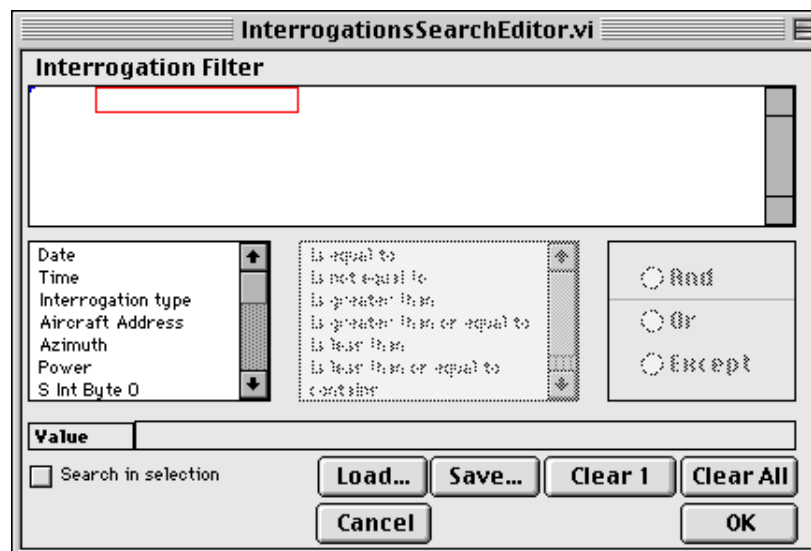 InterrogationsSearchEditor.vi
Interrogation Filter
Date
Time
Interrogation type
Aircraft Address
Azimuth
Power
S Int Byte 0
is equal to
is not equal to
is greater than
is greater than or equal to
is less than
is less than or equal to
contains
And
Or
Except
Value
Search in selection
Load...
Save...
Clear 1
Clear All
Cancel
OK